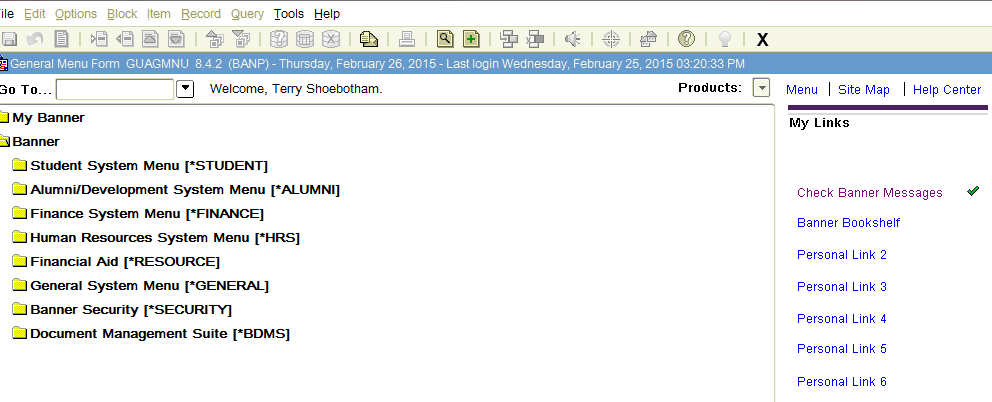 ile Edit Options Block Item Record Query Tools Help
X
General Menu Form GUAGMNU 8.4.2 (BANP) - Thursday, February 26, 2015 - Last login Wednesday, February 25, 2015 03:20:33 PM
Go To... Welcome, Terry Shoebotham. Products: Menu | Site Map | Help Center
My Links
My Banner
Banner
Student System Menu [*STUDENT]
Alumni/Development System Menu [*ALUMNI]
Finance System Menu [*FINANCE]
Human Resources System Menu [*HRS]
Financial Aid [*RESOURCE]
General System Menu [*GENERAL]
Banner Security [*SECURITY]
Document Management Suite [*BDMS]
Check Banner Messages
Banner Bookshelf
Personal Link 2
Personal Link 3
Personal Link 4
Personal Link 5
Personal Link 6